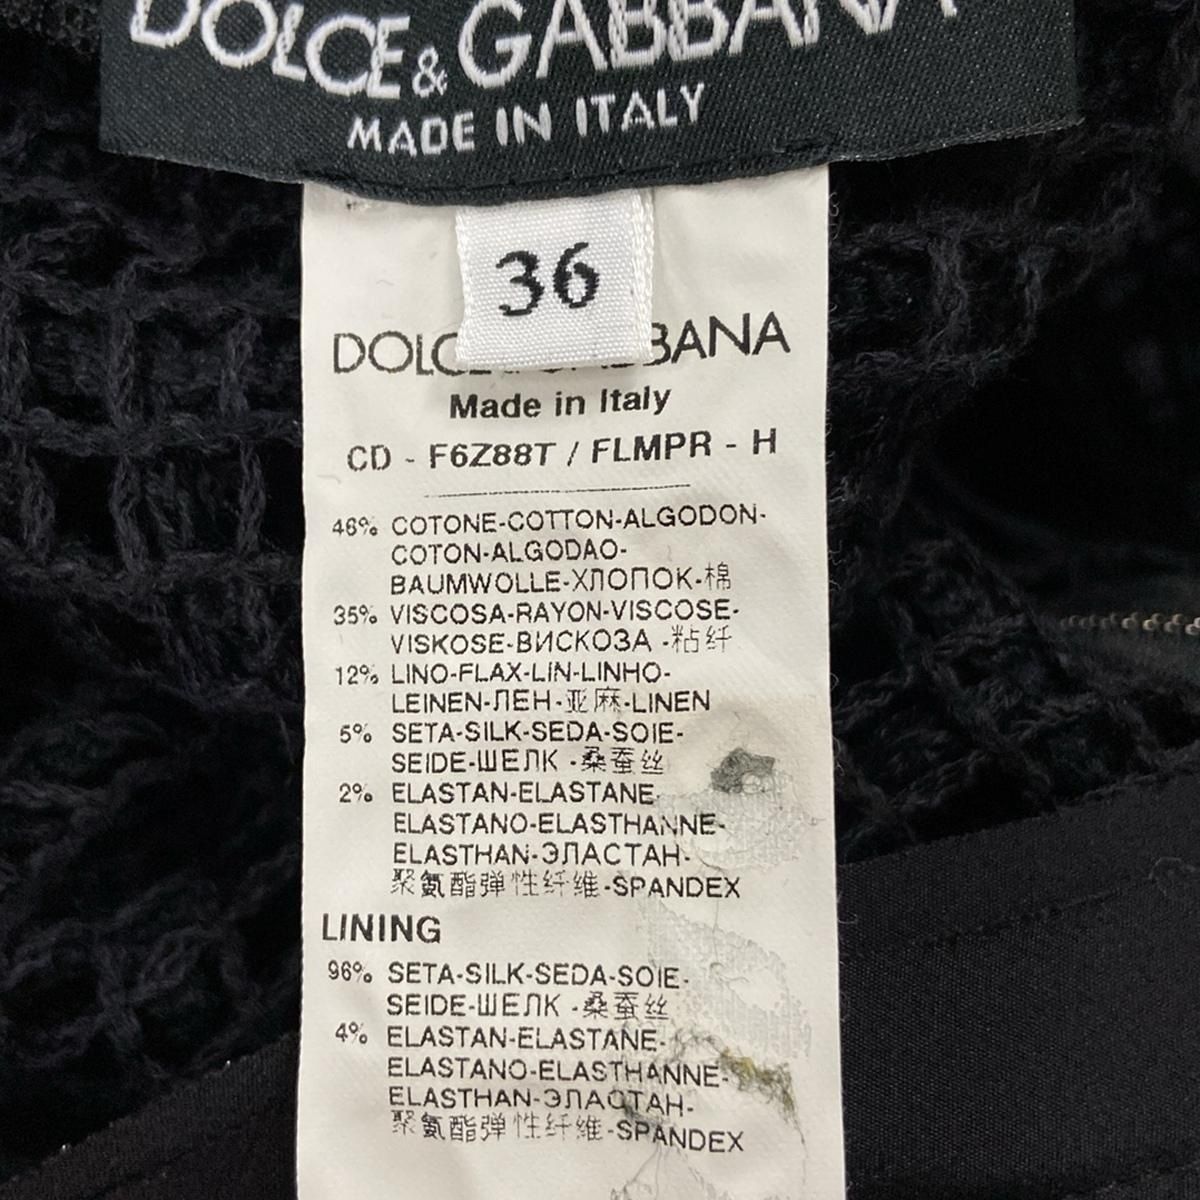 DOLCE & GABBANA
MADE IN ITALY
36
DOLC BANA
Made in Italy
CD - F6Z88T / FLMPR - H
46% COTONE-COTTON-ALGODON-
COTON-ALGODAO-
BAUMWOLLE-ХЛОПОК-棉
35% VISCOSA-RAYON-VISCOSE-
VISKOSE-ВИСКОЗА -粘纤
12% LINO-FLAX-LIN-LINHO-
LEINEN-ЛЕН-亚麻-LINEN
5% SETA-SILK-SEDA-SOIE-
SEIDE-ШЕЛК -桑蚕丝
2% ELASTAN-ELASTANE-
ELASTANO-ELASTHANNE-
ELASTHAN-ЭЛАСТАН-
聚氨酯弹性纤维-SPANDEX
LINING
96% SETA-SILK-SEDA-SOIE-
SEIDE-ШЕЛК -桑蚕丝
4% ELASTAN-ELASTANE-
ELASTANO-ELASTHANNE-
ELASTHAN-ЭЛАСТАН-
聚氨酯弹性纤维-SPANDEX